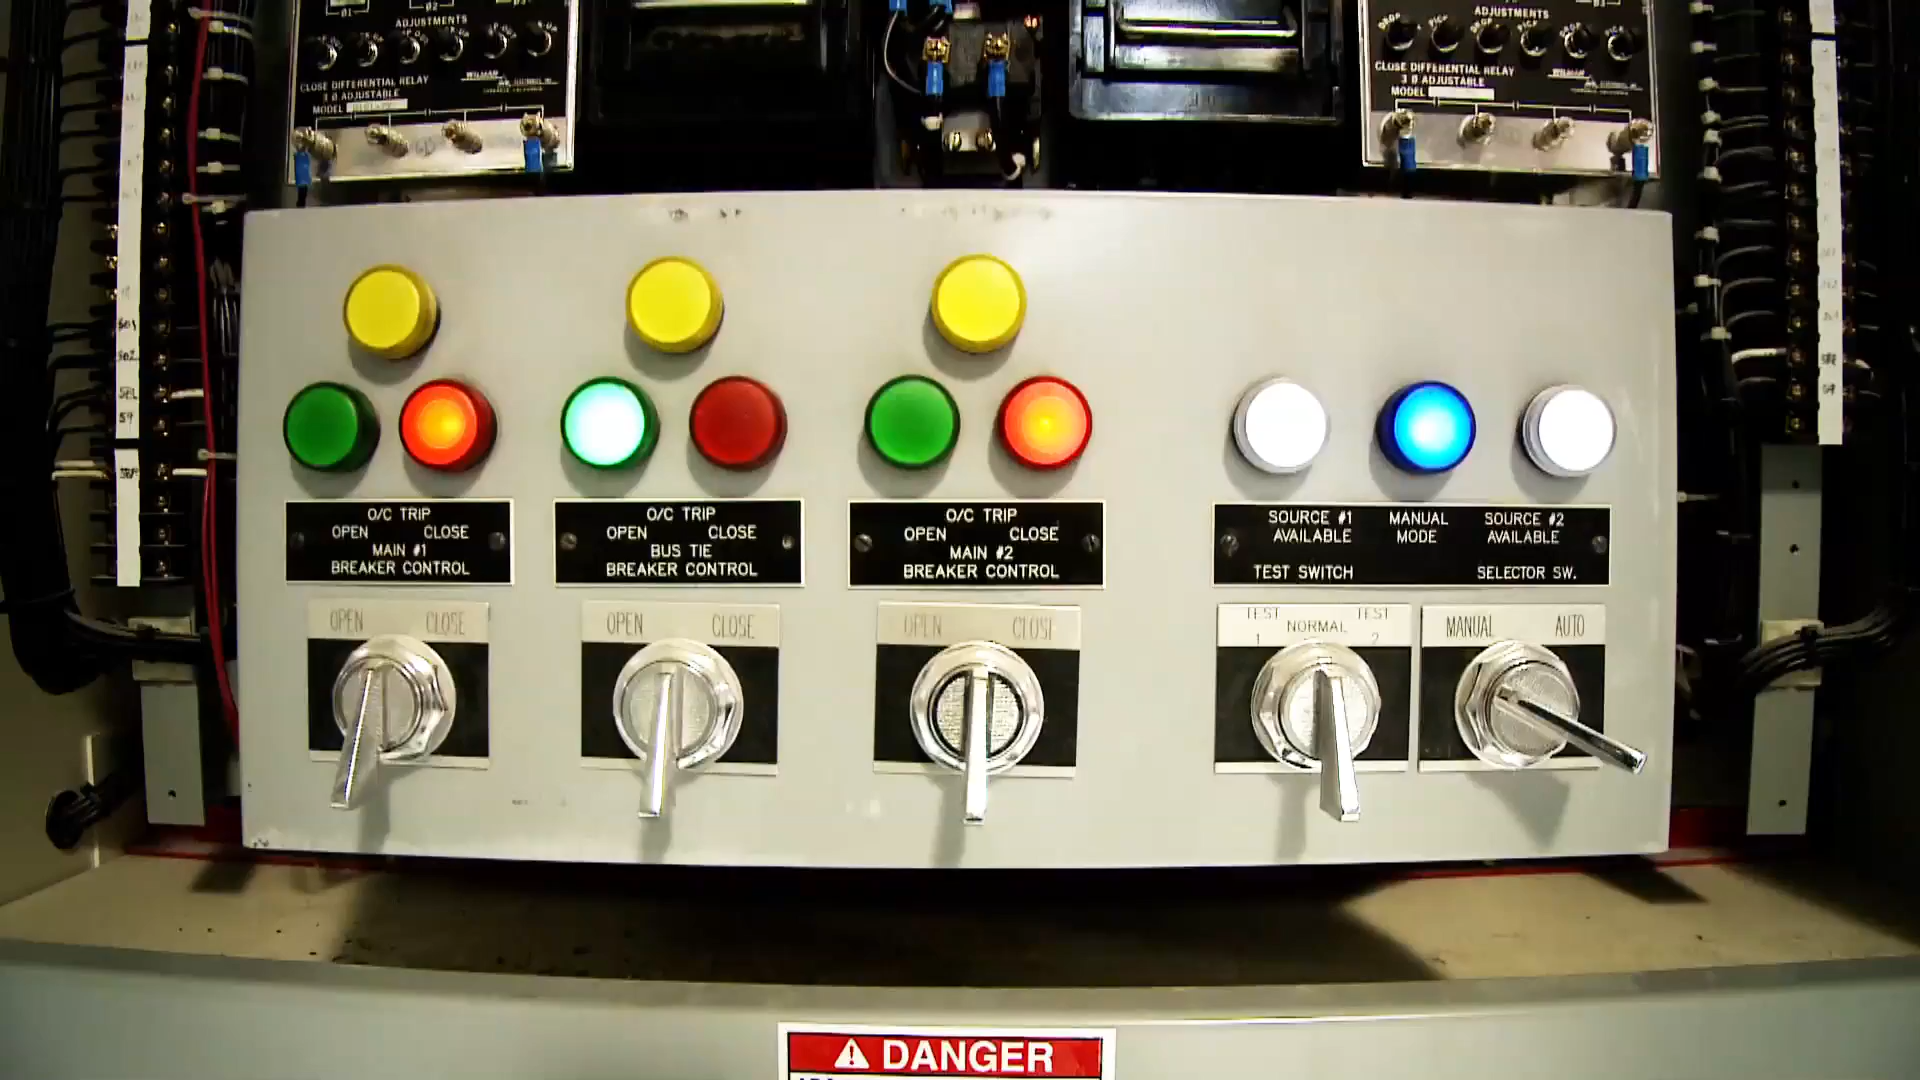 ADJUSTMENTS
CLOSE DIFFERENTIAL RELAY
3 Ø ADJUSTABLE
MODEL
WILMAR
ADJUSTMENTS
CLOSE DIFFERENTIAL RELAY
3 Ø ADJUSTABLE
MODEL
WILMAR
O/C TRIP
OPEN CLOSE
MAIN #1
BREAKER CONTROL
O/C TRIP
OPEN CLOSE
BUS TIE
BREAKER CONTROL
O/C TRIP
OPEN CLOSE
MAIN #2
BREAKER CONTROL
SOURCE #1 MANUAL SOURCE #2
AVAILABLE MODE AVAILABLE
TEST SWITCH SELECTOR SW.
OPEN CLOSE
OPEN CLOSE
OPEN CLOSE
TEST TEST
1 NORMAL 2
MANUAL AUTO
DANGER